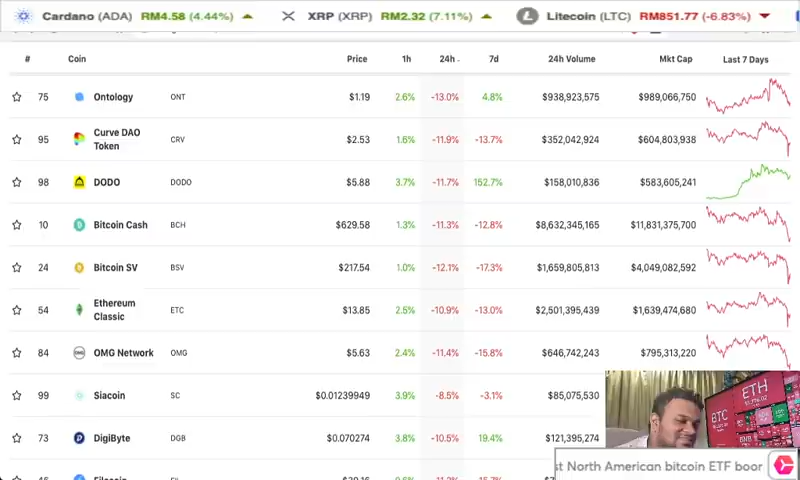 Cardano (ADA) RM4.58 (4.44%) XRP (XRP) RM2.32 (7.11%) Litecoin (LTC) RM851.77 (-6.83%)
# Coin Price 1h 24h 7d 24h Volume Mkt Cap Last 7 Days
75 Ontology ONT $1.19 2.6% -13.0% 4.8% $938,923,575 $989,066,750
95 Curve DAO Token CRV $2.53 1.6% -11.9% -13.7% $352,042,924 $604,803,938
98 DODO DODO $5.88 3.7% -11.7% 152.7% $158,010,836 $583,605,241
10 Bitcoin Cash BCH $629.58 1.3% -11.3% -12.8% $8,632,345,165 $11,831,375,700
24 Bitcoin SV BSV $217.54 1.0% -12.1% -17.3% $1,659,805,813 $4,049,082,592
54 Ethereum Classic ETC $13.85 2.5% -10.9% -13.0% $2,501,395,439 $1,639,474,680
84 OMG Network OMG $5.63 2.4% -11.4% -15.8% $646,742,243 $795,313,220
99 Siacoin SC $0.01239949 3.9% -8.5% -3.1% $85,075,530
73 DigiByte DGB $0.070274 3.8% -10.5% 19.4% $121,395,274
ETH
BTC
st North American bitcoin ETF boor